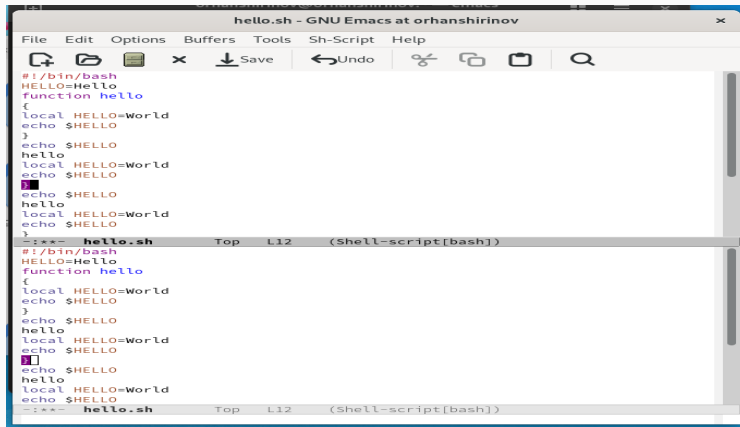 hello.sh - GNU Emacs at orhanshirinov
File Edit Options Buffers Tools Sh-Script Help
Save Undo
#!/bin/bash
HELLO=Hello
function hello
{
local HELLO=World
echo $HELLO
}
echo $HELLO
hello
local HELLO=World
echo $HELLO
}
echo $HELLO
hello
local HELLO=World
echo $HELLO
}
-:**- hello.sh Top L12 (Shell-script[bash])
#!/bin/bash
HELLO=Hello
function hello
{
local HELLO=World
echo $HELLO
}
echo $HELLO
hello
local HELLO=World
echo $HELLO
}
echo $HELLO
hello
local HELLO=World
echo $HELLO
-:**- hello.sh Top L12 (Shell-script[bash])